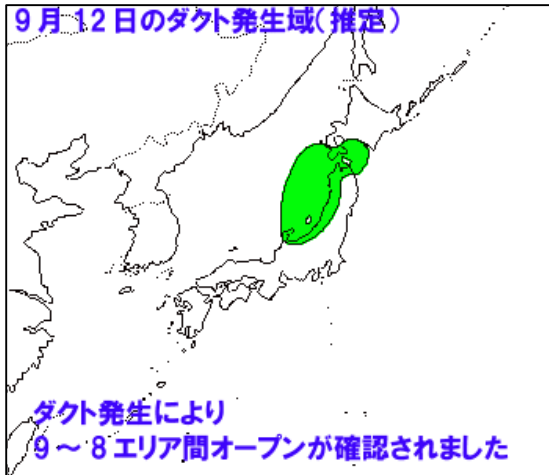 9月12日のダクト発生域(推定)
ダクト発生により
9～8エリア間オープンが確認されました